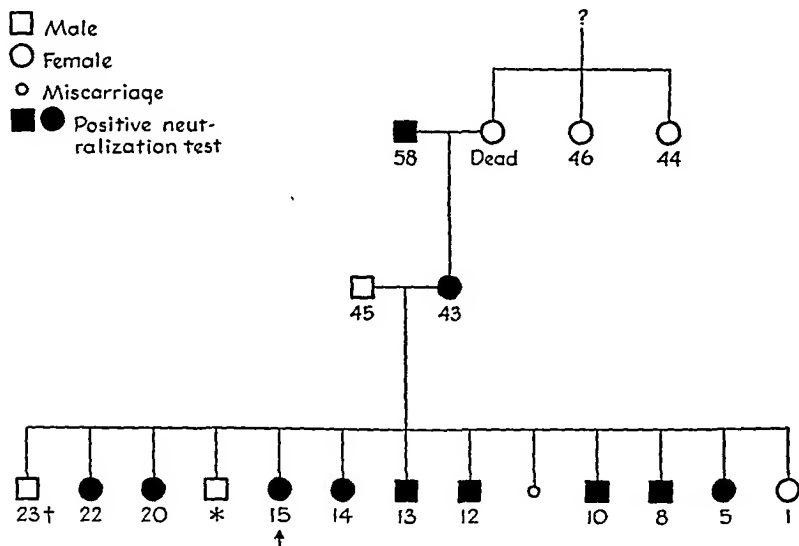 Male
Female
Miscarriage
Positive neut-
ralization test
?
58 Dead 46 44
45 43
23† 22 20 * 15 14 13 12 10 8 5 1